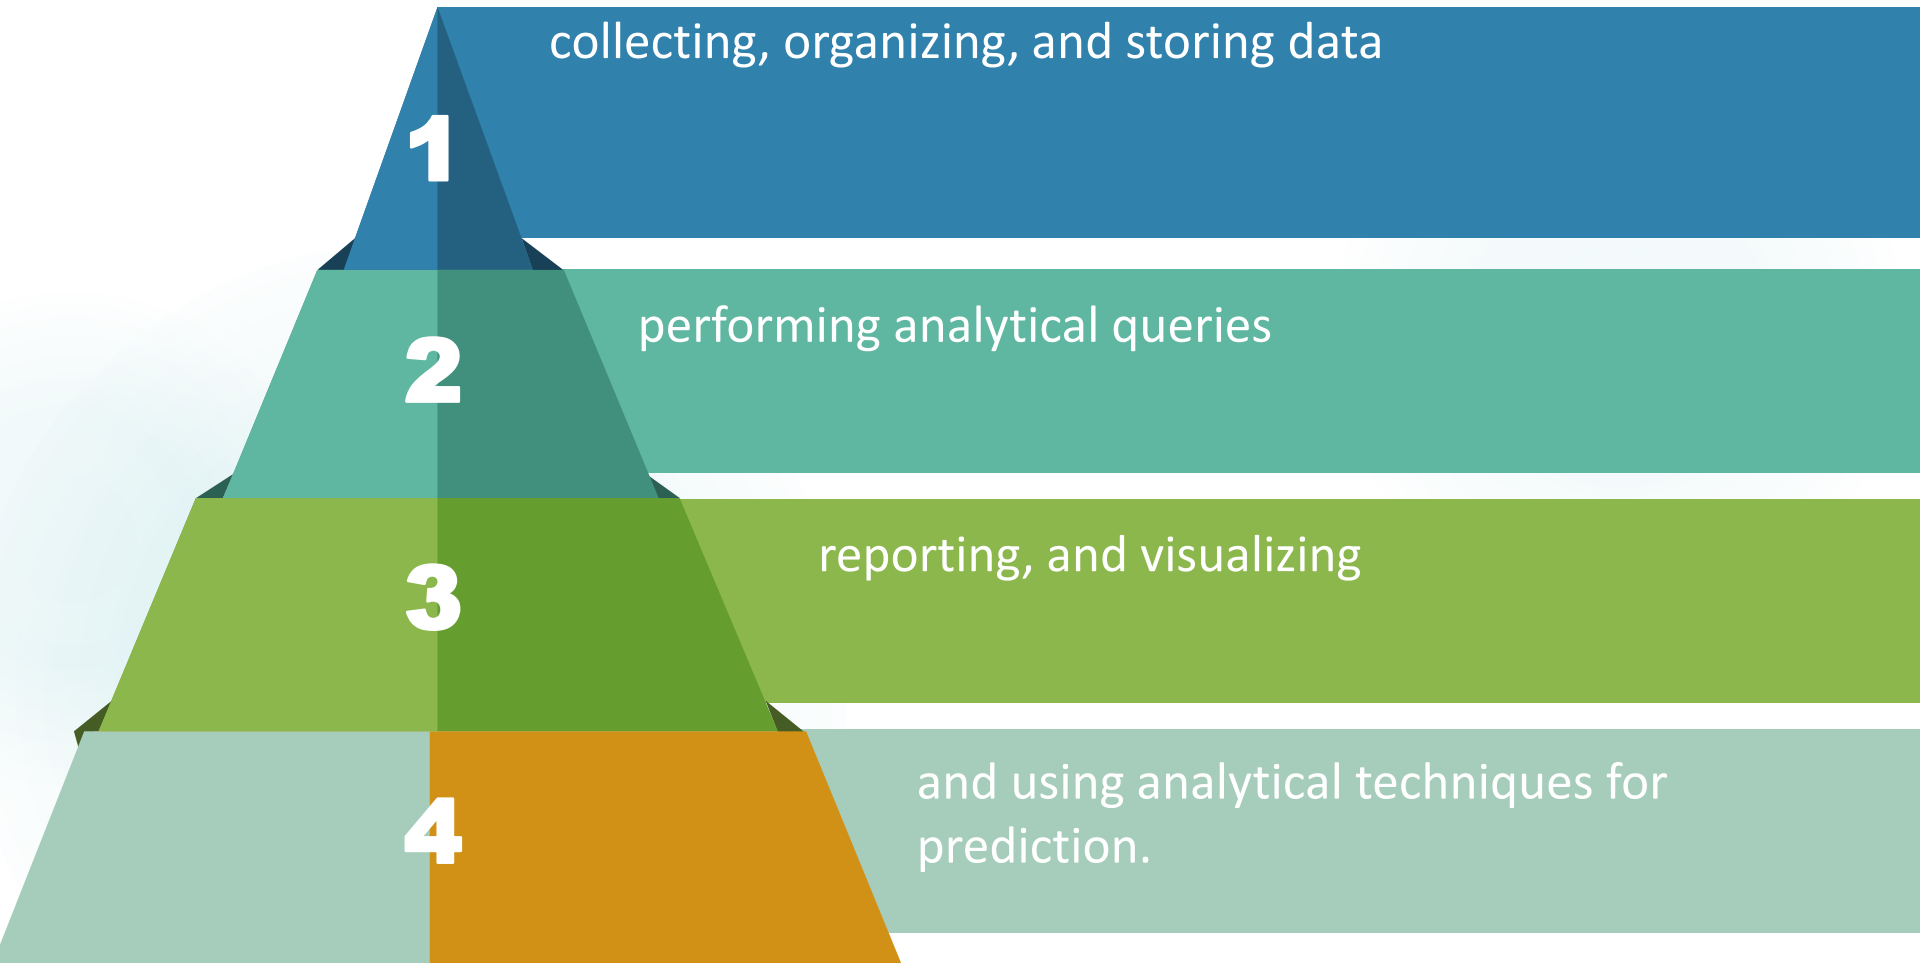 collecting, organizing, and storing data
1
performing analytical queries
2
reporting, and visualizing
3
and using analytical techniques for
prediction.
4